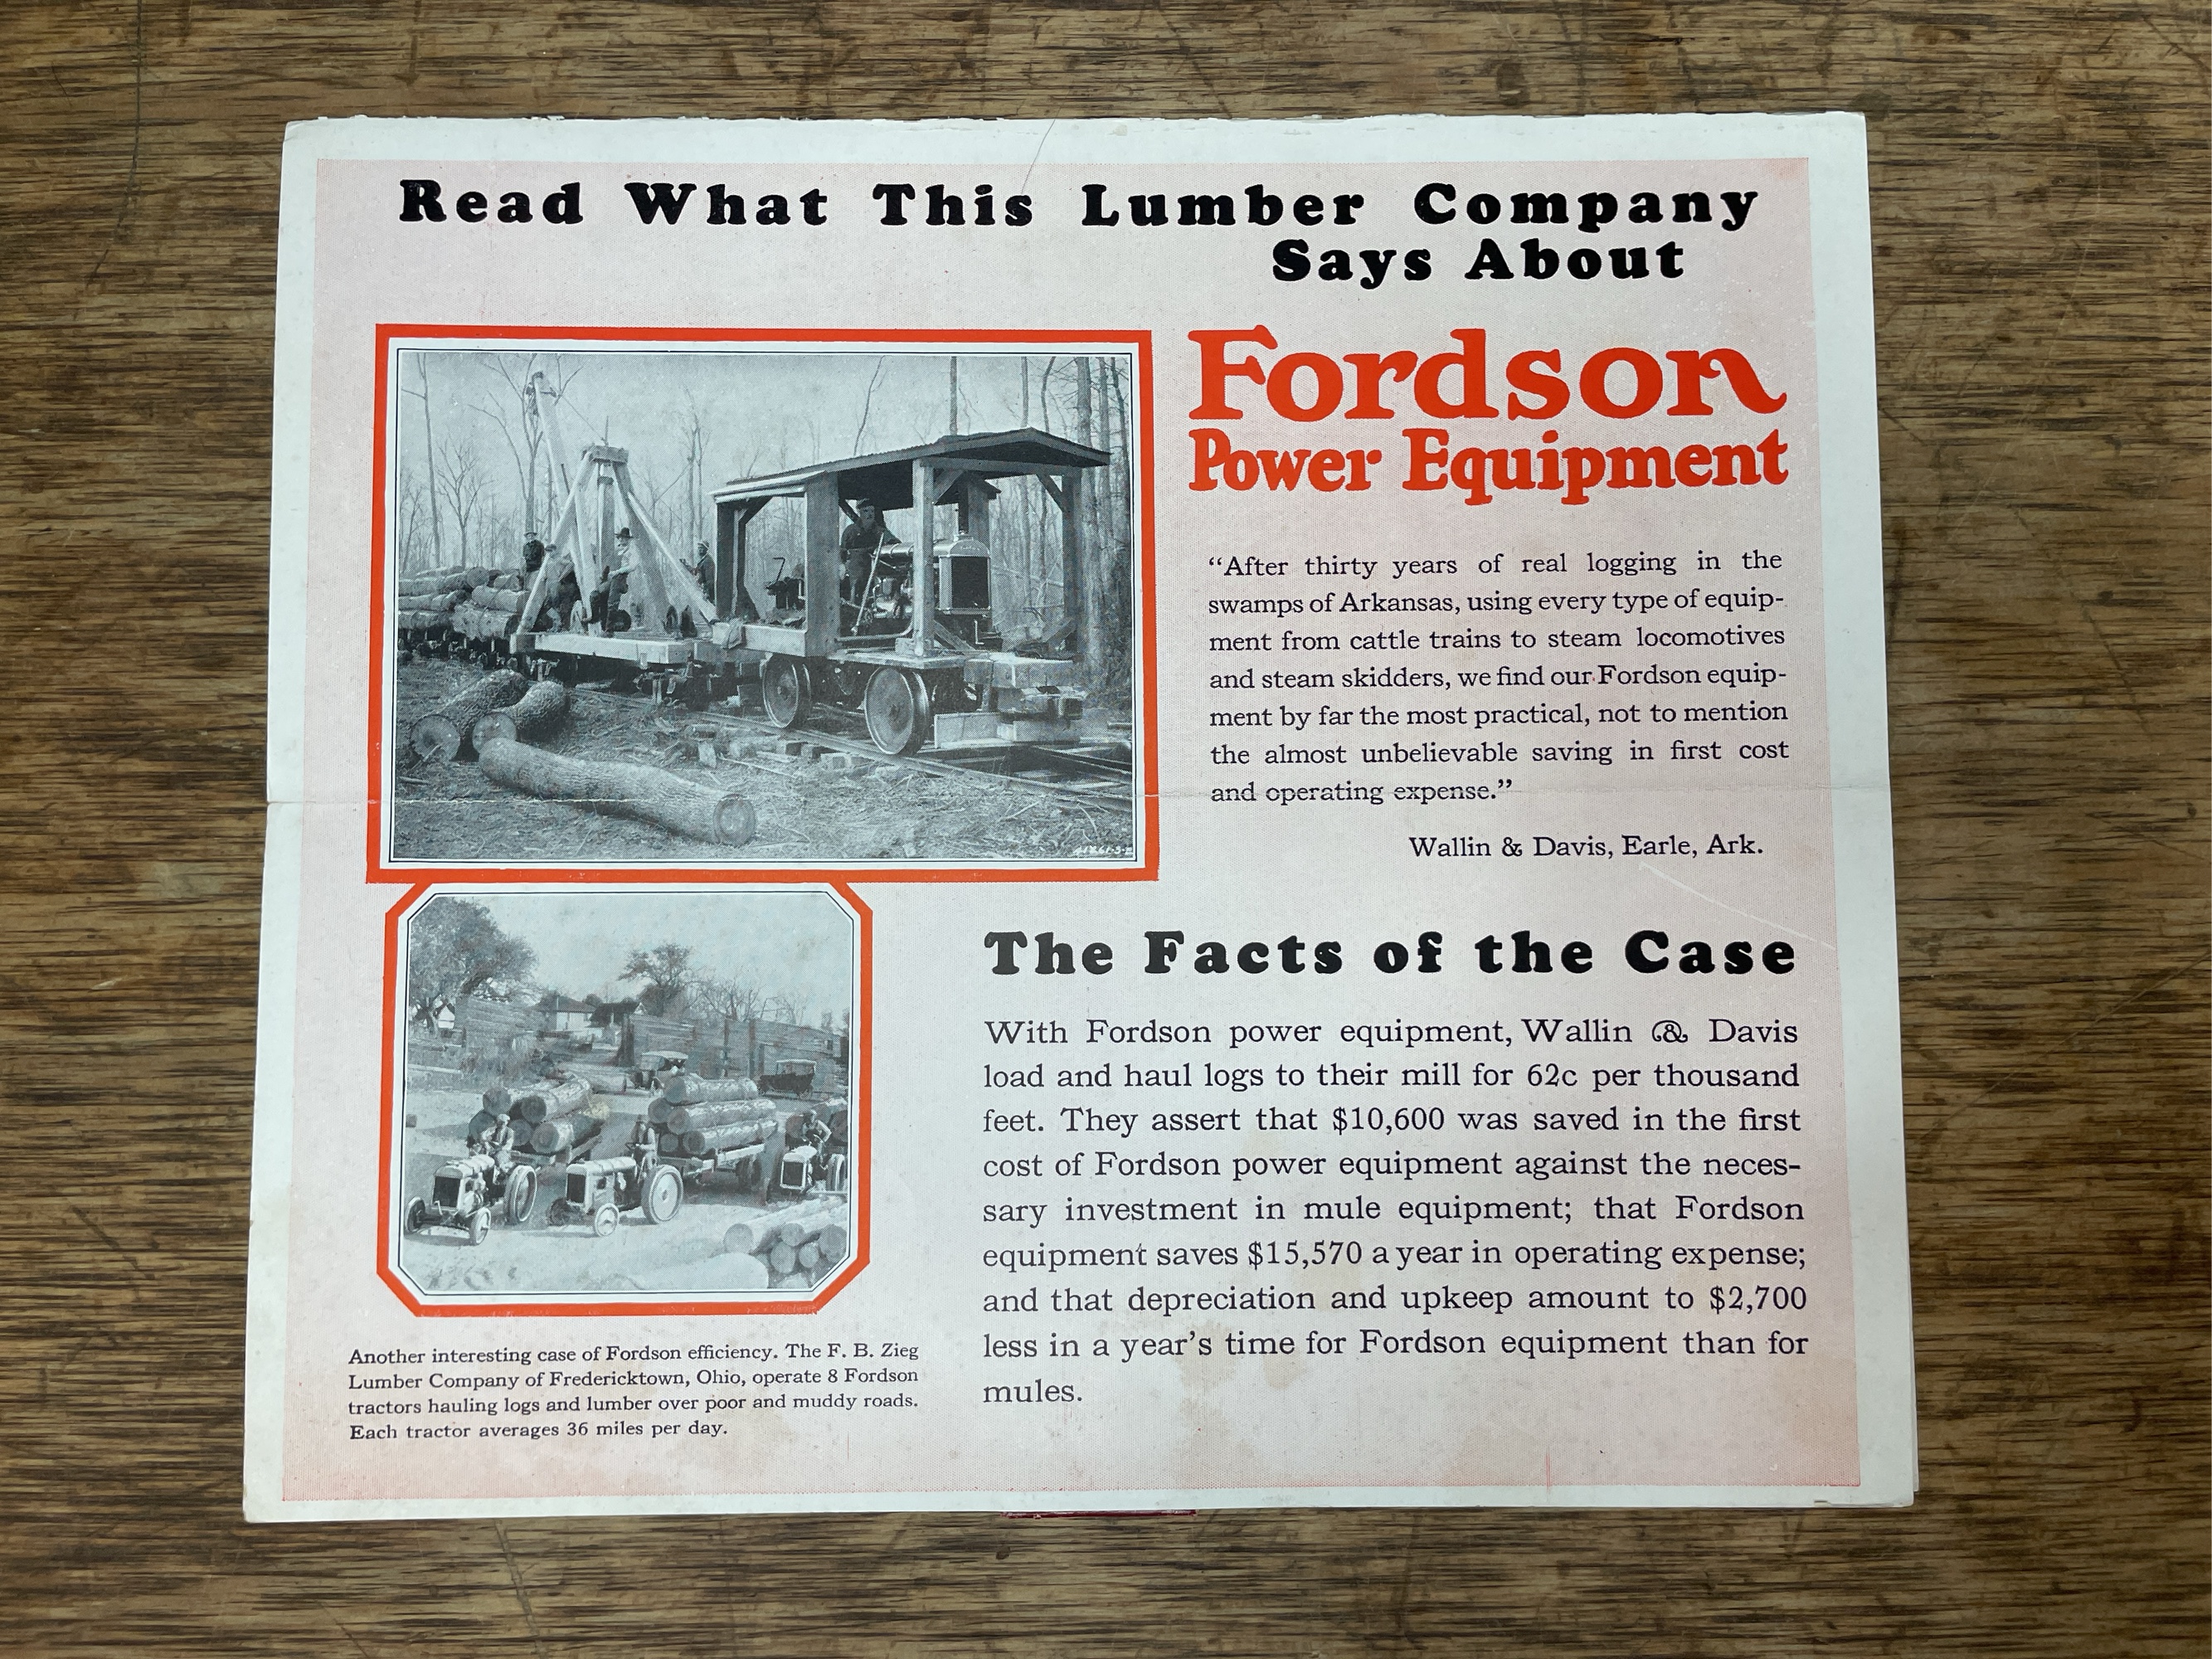 Read What This Lumber Company
Says About
Fordson
Power Equipment
“After thirty years of real logging in the
swamps of Arkansas, using every type of equip-
ment from cattle trains to steam locomotives
and steam skidders, we find our Fordson equip-
ment by far the most practical, not to mention
the almost unbelievable saving in first cost
and operating expense.”
Wallin & Davis, Earle, Ark.
The Facts of the Case
With Fordson power equipment, Wallin & Davis
load and haul logs to their mill for 62c per thousand
feet. They assert that $10,600 was saved in the first
cost of Fordson power equipment against the neces-
sary investment in mule equipment; that Fordson
equipment saves $15,570 a year in operating expense;
and that depreciation and upkeep amount to $2,700
less in a year’s time for Fordson equipment than for
mules.
Another interesting case of Fordson efficiency. The F. B. Zieg
Lumber Company of Fredericktown, Ohio, operate 8 Fordson
tractors hauling logs and lumber over poor and muddy roads.
Each tractor averages 36 miles per day.